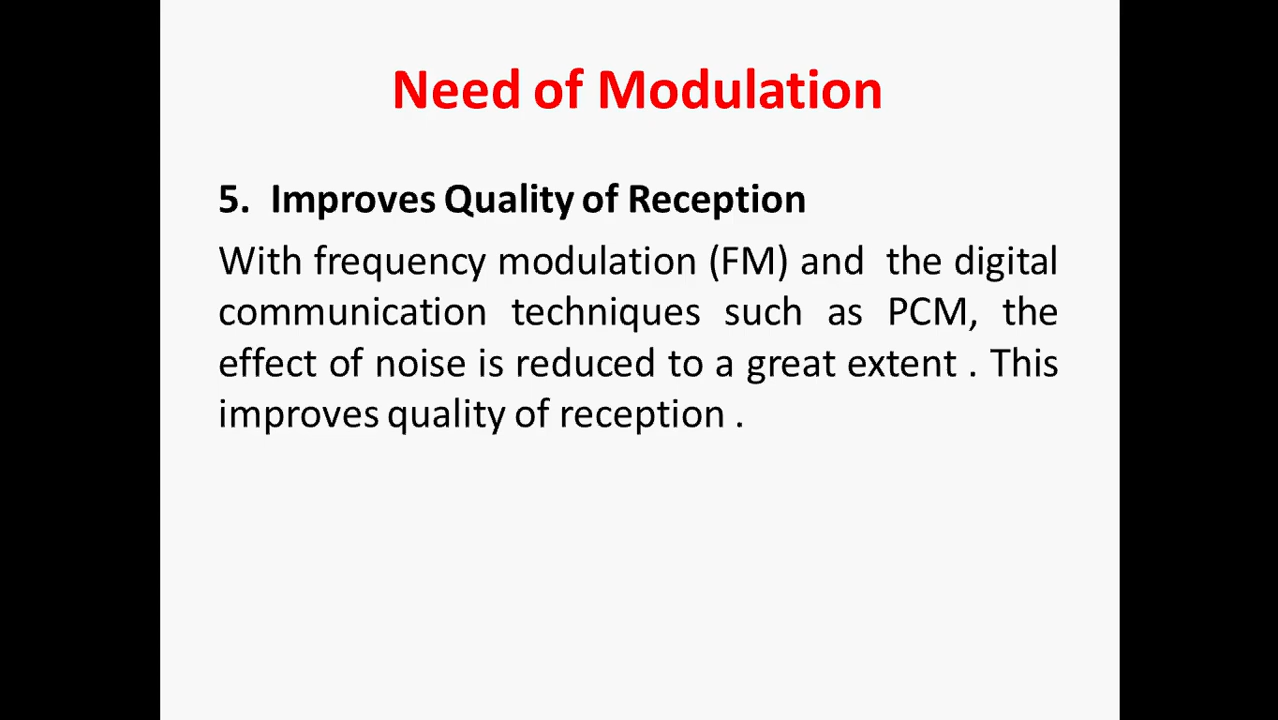 Need of Modulation
5. Improves Quality of Reception
With frequency modulation (FM) and the digital
communication techniques such as PCM, the
effect of noise is reduced to a great extent . This
improves quality of reception .